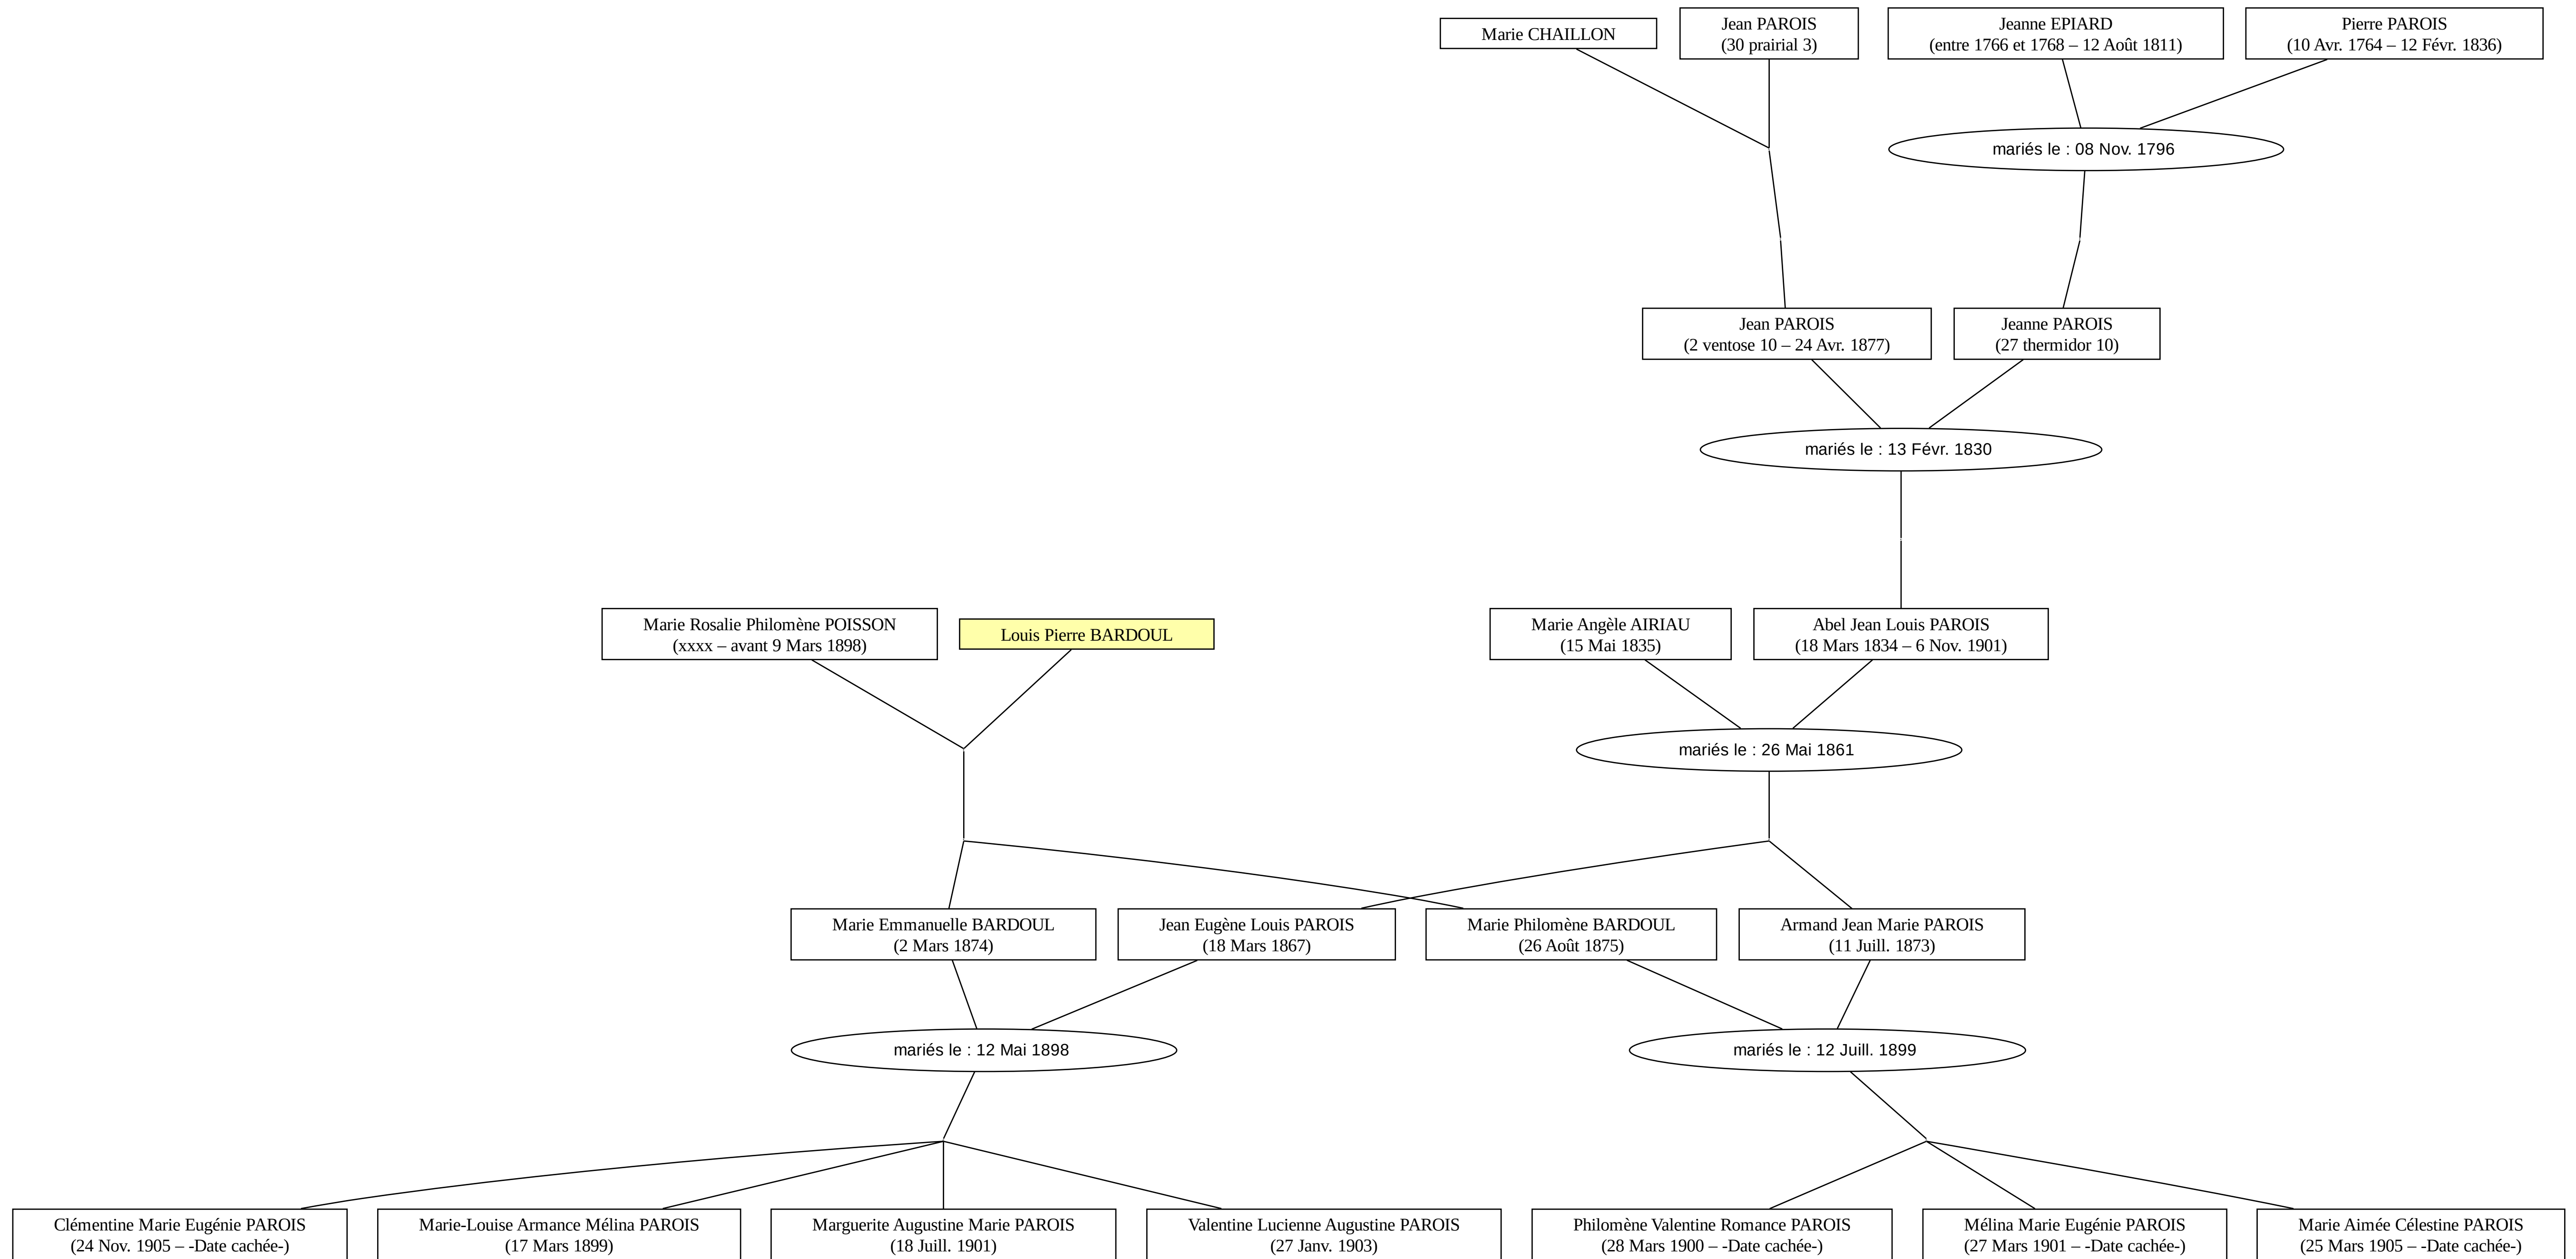 Marie CHAILLON
Jean PAROIS
(30 prairial 3)
Jeanne EPIARD
(entre 1766 et 1768 – 12 Août 1811)
Pierre PAROIS
(10 Avr. 1764 – 12 Févr. 1836)
mariés le : 08 Nov. 1796
Jean PAROIS
(2 ventose 10 – 24 Avr. 1877)
Jeanne PAROIS
(27 thermidor 10)
mariés le : 13 Févr. 1830
Marie Rosalie Philomène POISSON
(xxxx – avant 9 Mars 1898)
Louis Pierre BARDOUL
Marie Angèle AIRIAU
(15 Mai 1835)
Abel Jean Louis PAROIS
(18 Mars 1834 – 6 Nov. 1901)
mariés le : 26 Mai 1861
Marie Emmanuelle BARDOUL
(2 Mars 1874)
Jean Eugène Louis PAROIS
(18 Mars 1867)
Marie Philomène BARDOUL
(26 Août 1875)
Armand Jean Marie PAROIS
(11 Juill. 1873)
mariés le : 12 Mai 1898
mariés le : 12 Juill. 1899
Clémentine Marie Eugénie PAROIS
(24 Nov. 1905 – -Date cachée-)
Marie-Louise Armance Mélina PAROIS
(17 Mars 1899)
Marguerite Augustine Marie PAROIS
(18 Juill. 1901)
Valentine Lucienne Augustine PAROIS
(27 Janv. 1903)
Philomène Valentine Romance PAROIS
(28 Mars 1900 – -Date cachée-)
Mélina Marie Eugénie PAROIS
(27 Mars 1901 – -Date cachée-)
Marie Aimée Célestine PAROIS
(25 Mars 1905 – -Date cachée-)